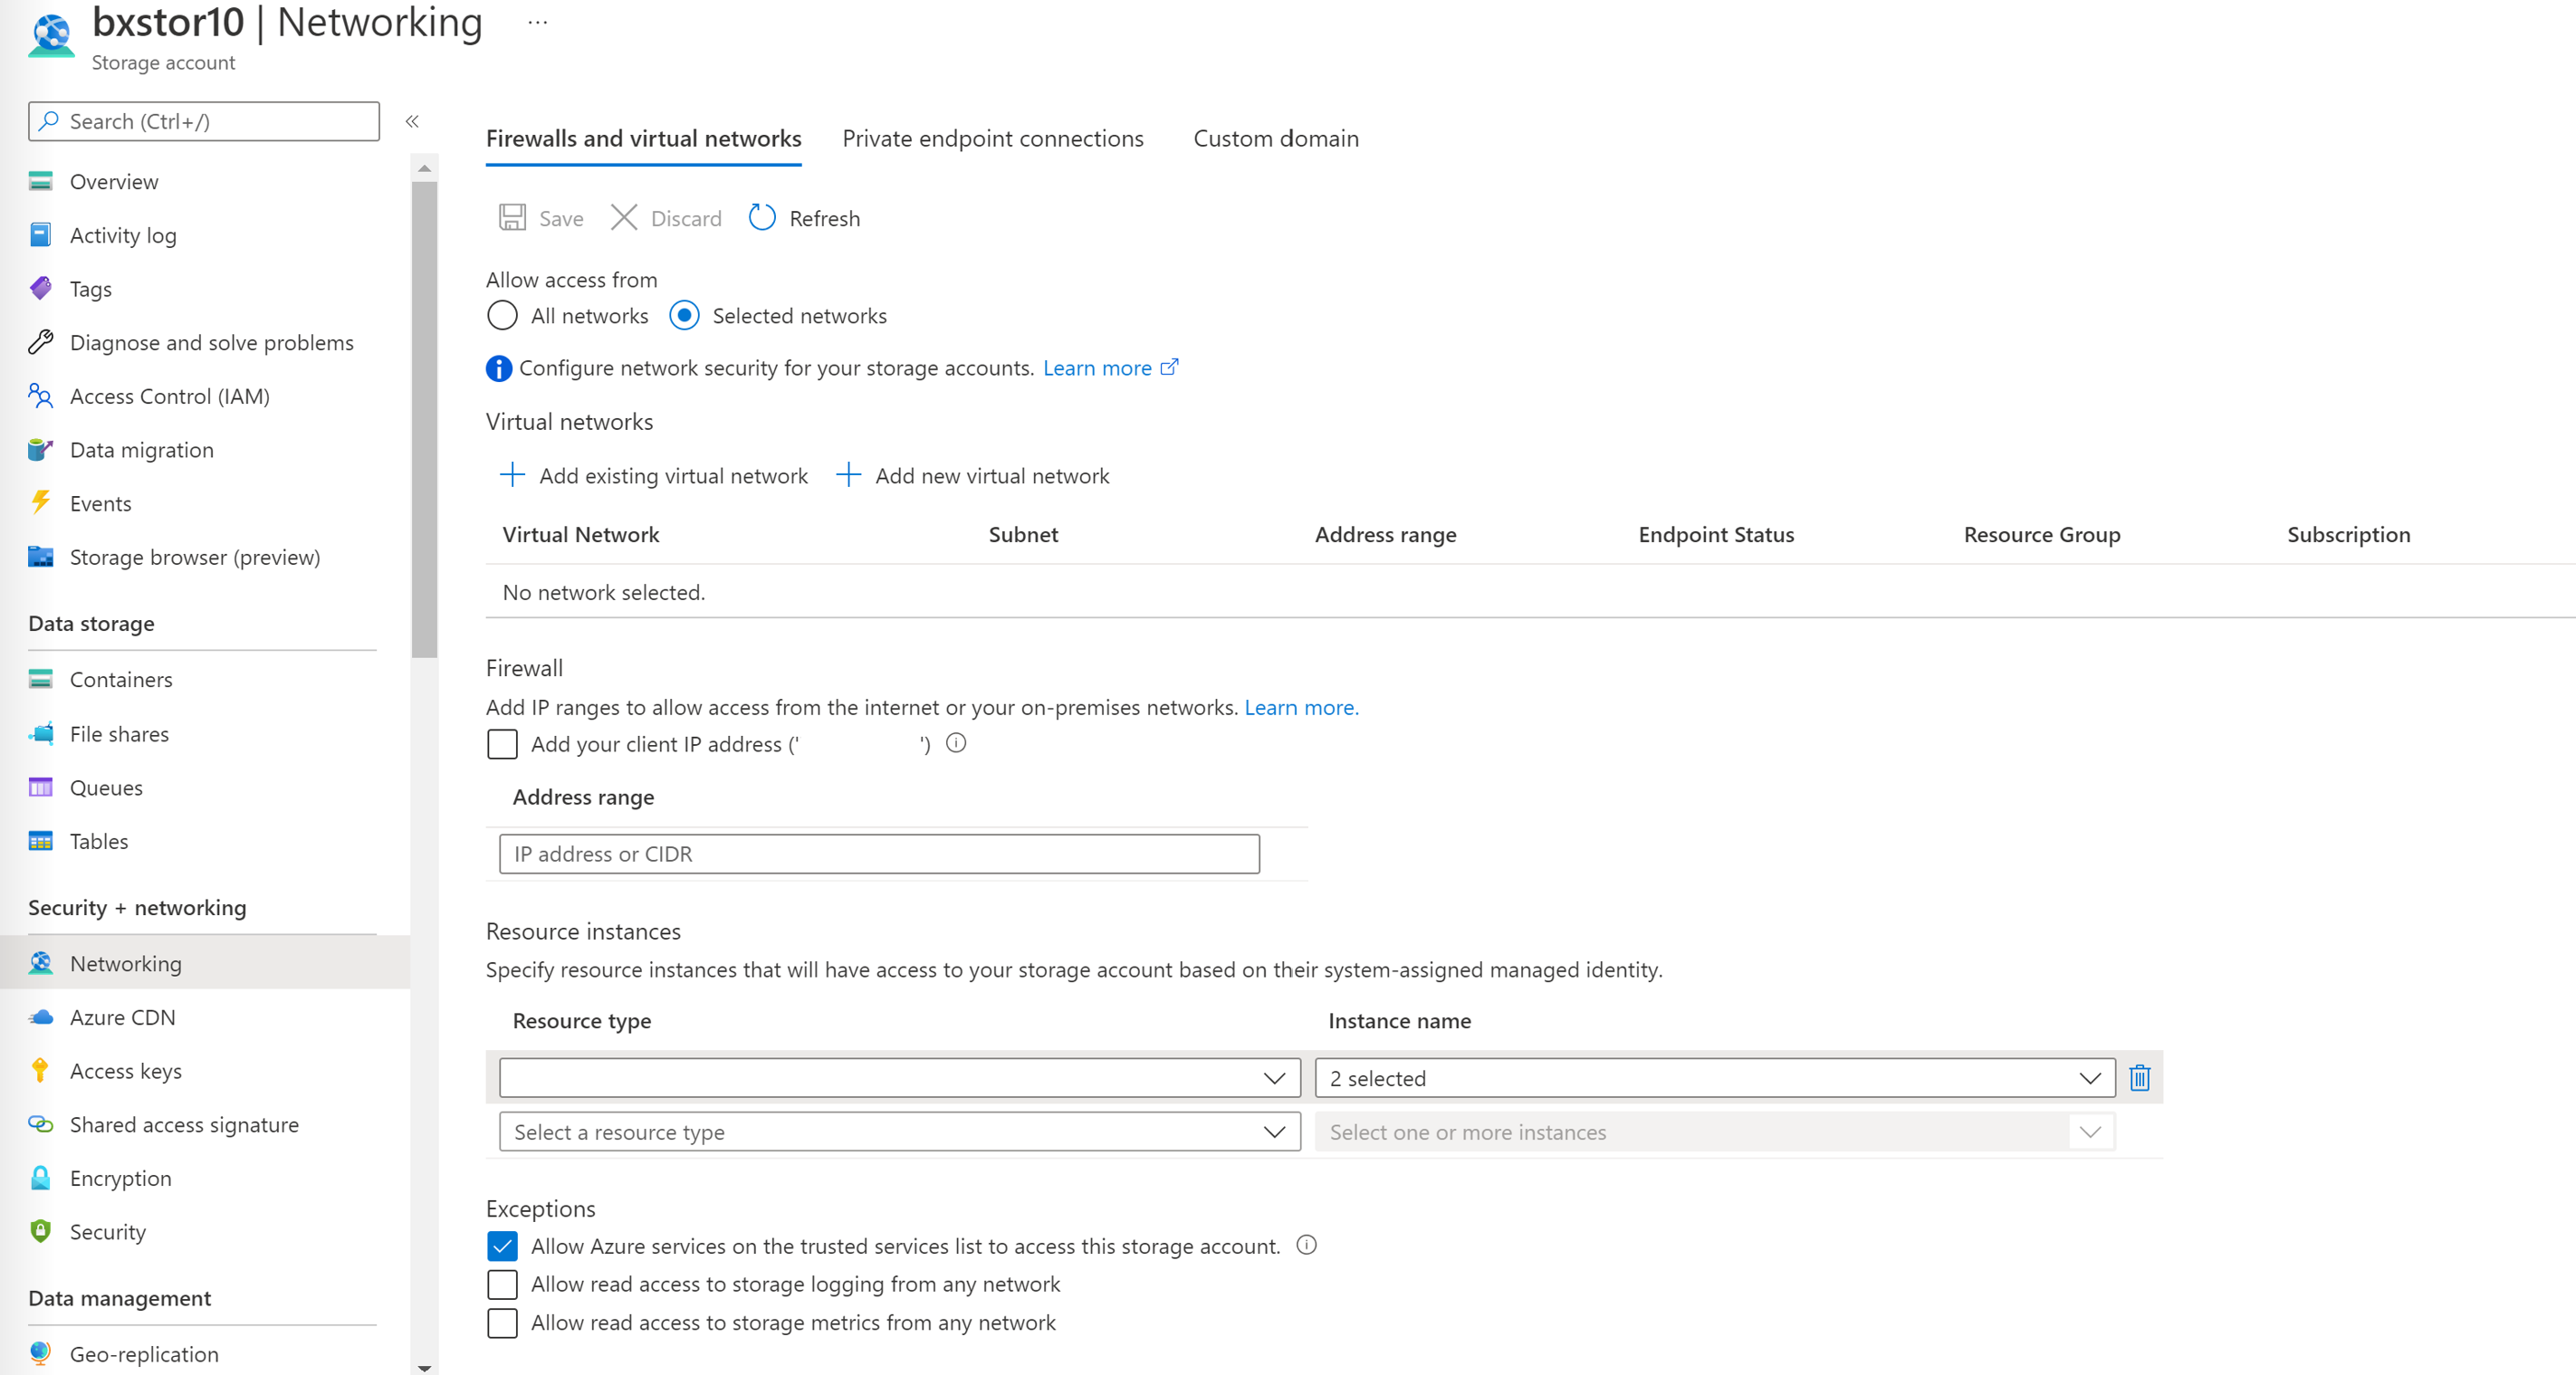 bxstor10 | Networking ...
Storage account
Search (Ctrl+/)
«
Overview
Activity log
Tags
Diagnose and solve problems
Access Control (IAM)
Data migration
Events
Storage browser (preview)
Data storage
Containers
File shares
Queues
Tables
Security + networking
Networking
Azure CDN
Access keys
Shared access signature
Encryption
Security
Data management
Geo-replication
Firewalls and virtual networks Private endpoint connections Custom domain
Save Discard Refresh
Allow access from
All networks Selected networks
Configure network security for your storage accounts. Learn more
Virtual networks
Add existing virtual network Add new virtual network
Virtual Network Subnet Address range Endpoint Status Resource Group Subscription
No network selected.
Firewall
Add IP ranges to allow access from the internet or your on-premises networks. Learn more.
Add your client IP address (' ')
Address range
IP address or CIDR
Resource instances
Specify resource instances that will have access to your storage account based on their system-assigned managed identity.
Resource type Instance name
2 selected
Select a resource type Select one or more instances
Exceptions
Allow Azure services on the trusted services list to access this storage account.
Allow read access to storage logging from any network
Allow read access to storage metrics from any network